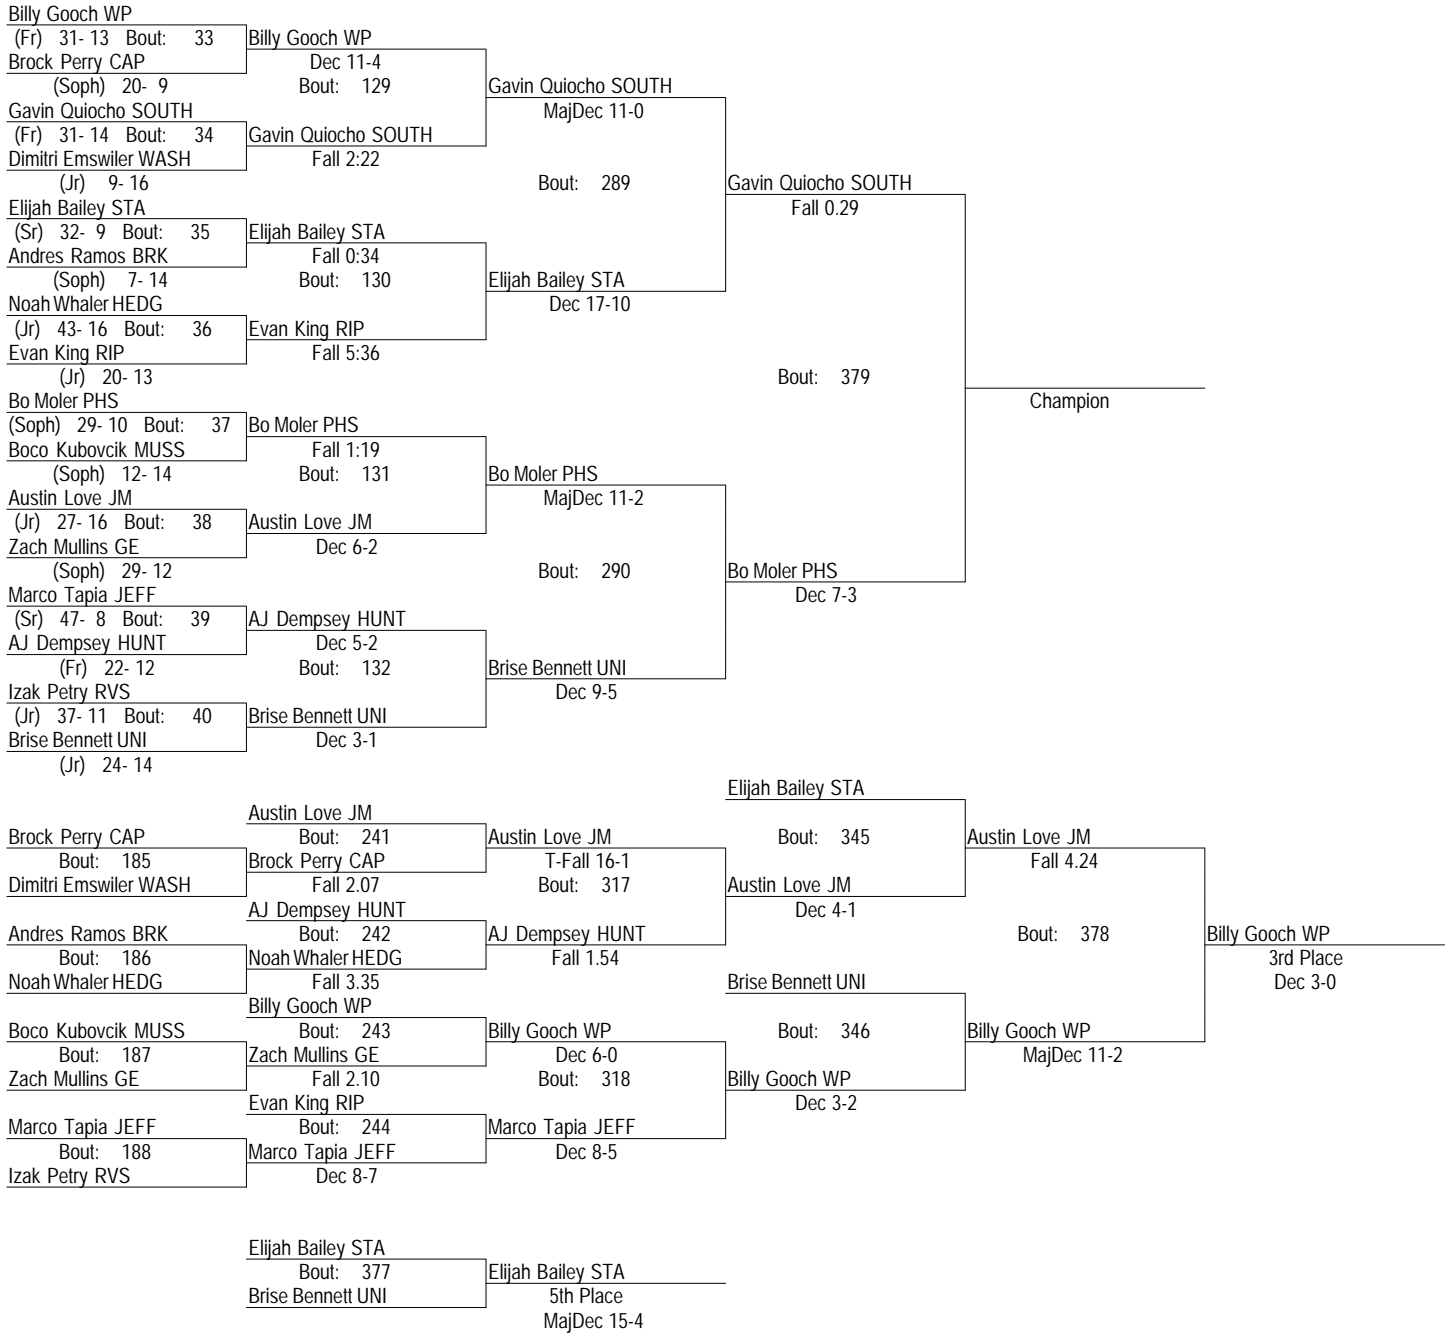 Billy Gooch WP
(Fr) 31- 13 Bout: 33 Billy Gooch WP
Brock Perry CAP Dec 11-4
(Soph) 20- 9 Bout: 129 Gavin Quiocho SOUTH
Gavin Quiocho SOUTH MajDec 11-0
(Fr) 31- 14 Bout: 34 Gavin Quiocho SOUTH
Dimitri Emswiler WASH Fall 2:22
(Jr) 9- 16 Bout: 289 Gavin Quiocho SOUTH
Elijah Bailey STA Fall 0.29
(Sr) 32- 9 Bout: 35 Elijah Bailey STA
Andres Ramos BRK Fall 0:34
(Soph) 7- 14 Bout: 130 Elijah Bailey STA
Noah Whaler HEDG Dec 17-10
(Jr) 43- 16 Bout: 36 Evan King RIP
Evan King RIP Fall 5:36
(Jr) 20- 13 Bout: 379
Bo Moler PHS Champion
(Soph) 29- 10 Bout: 37 Bo Moler PHS
Boco Kubovcik MUSS Fall 1:19
(Soph) 12- 14 Bout: 131 Bo Moler PHS
Austin Love JM MajDec 11-2
(Jr) 27- 16 Bout: 38 Austin Love JM
Zach Mullins GE Dec 6-2
(Soph) 29- 12 Bout: 290 Bo Moler PHS
Marco Tapia JEFF Dec 7-3
(Sr) 47- 8 Bout: 39 AJ Dempsey HUNT
AJ Dempsey HUNT Dec 5-2
(Fr) 22- 12 Bout: 132 Brise Bennett UNI
Izak Petry RVS Dec 9-5
(Jr) 37- 11 Bout: 40 Brise Bennett UNI
Brise Bennett UNI Dec 3-1
(Jr) 24- 14
Elijah Bailey STA
Austin Love JM
Brock Perry CAP Bout: 241 Austin Love JM Bout: 345 Austin Love JM
Bout: 185 Brock Perry CAP T-Fall 16-1 Fall 4.24
Dimitri Emswiler WASH Fall 2.07 Bout: 317 Austin Love JM
AJ Dempsey HUNT Dec 4-1
Andres Ramos BRK Bout: 242 AJ Dempsey HUNT Bout: 378 Billy Gooch WP
Bout: 186 Noah Whaler HEDG Fall 1.54 3rd Place
Noah Whaler HEDG Fall 3.35 Brise Bennett UNI Dec 3-0
Billy Gooch WP
Boco Kubovcik MUSS Bout: 243 Billy Gooch WP Bout: 346 Billy Gooch WP
Bout: 187 Zach Mullins GE Dec 6-0 MajDec 11-2
Zach Mullins GE Fall 2.10 Bout: 318 Billy Gooch WP
Evan King RIP Dec 3-2
Marco Tapia JEFF Bout: 244 Marco Tapia JEFF
Bout: 188 Marco Tapia JEFF Dec 8-5
Izak Petry RVS Dec 8-7
Elijah Bailey STA
Bout: 377 Elijah Bailey STA
Brise Bennett UNI 5th Place
MajDec 15-4